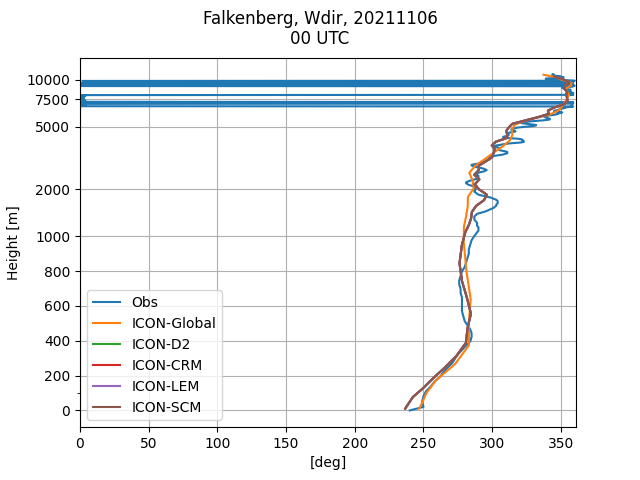 Falkenberg, Wdir, 20211106
00 UTC
10000
7500
5000
2000
1000
800
600
400
200
0
Height [m]
Obs
ICON-Global
ICON-D2
ICON-CRM
ICON-LEM
ICON-SCM
0 50 100 150 200 250 300 350
[deg]